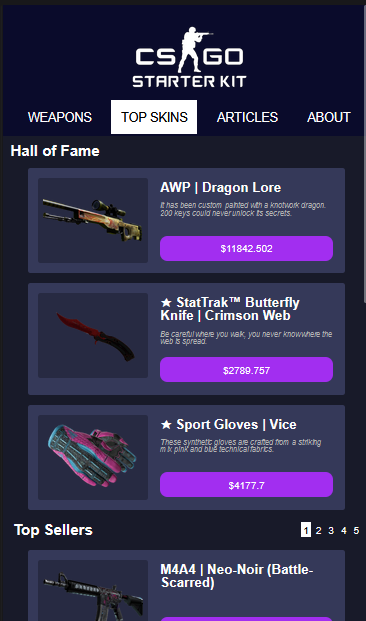 CS GO
STARTER KIT
WEAPONS TOP SKINS ARTICLES ABOUT
Hall of Fame
AWP | Dragon Lore
It has been custom painted with a knotwork dragon.
200 keys could never unlock its secrets.
$11842.502
★ StatTrak™ Butterfly
Knife | Crimson Web
Be careful where you walk, you never know where the
web is spread.
$2789.757
★ Sport Gloves | Vice
These synthetic gloves are crafted from a striking
mix pink and blue technical fabrics.
$4177.7
Top Sellers 1 2 3 4 5
M4A4 | Neo-Noir (Battle-
Scarred)